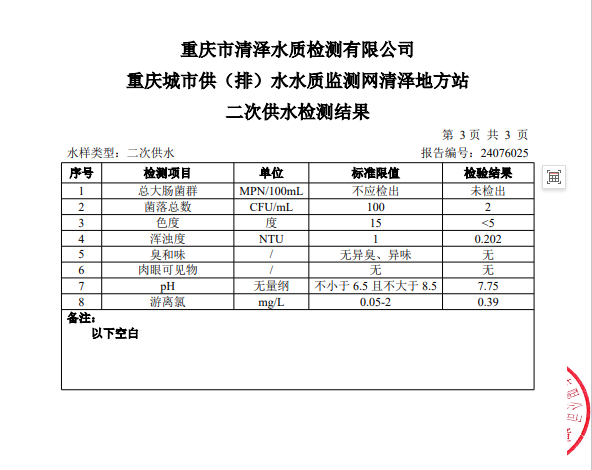 重庆市清泽水质检测有限公司
重庆城市供（排）水水质监测网清泽地方站
二次供水检测结果
第 3 页 共 3 页
水样类型：二次供水 报告编号：24076025
序号 检测项目 单位 标准限值 检验结果
1 总大肠菌群 MPN/100mL 不应检出 未检出
2 菌落总数 CFU/mL 100 2
3 色度 度 15 <5
4 浑浊度 NTU 1 0.202
5 臭和味 / 无异臭、异味 无
6 肉眼可见物 / 无 无
7 pH 无量纲 不小于 6.5 且不大于 8.5 7.75
8 游离氯 mg/L 0.05-2 0.39
备注：
以下空白